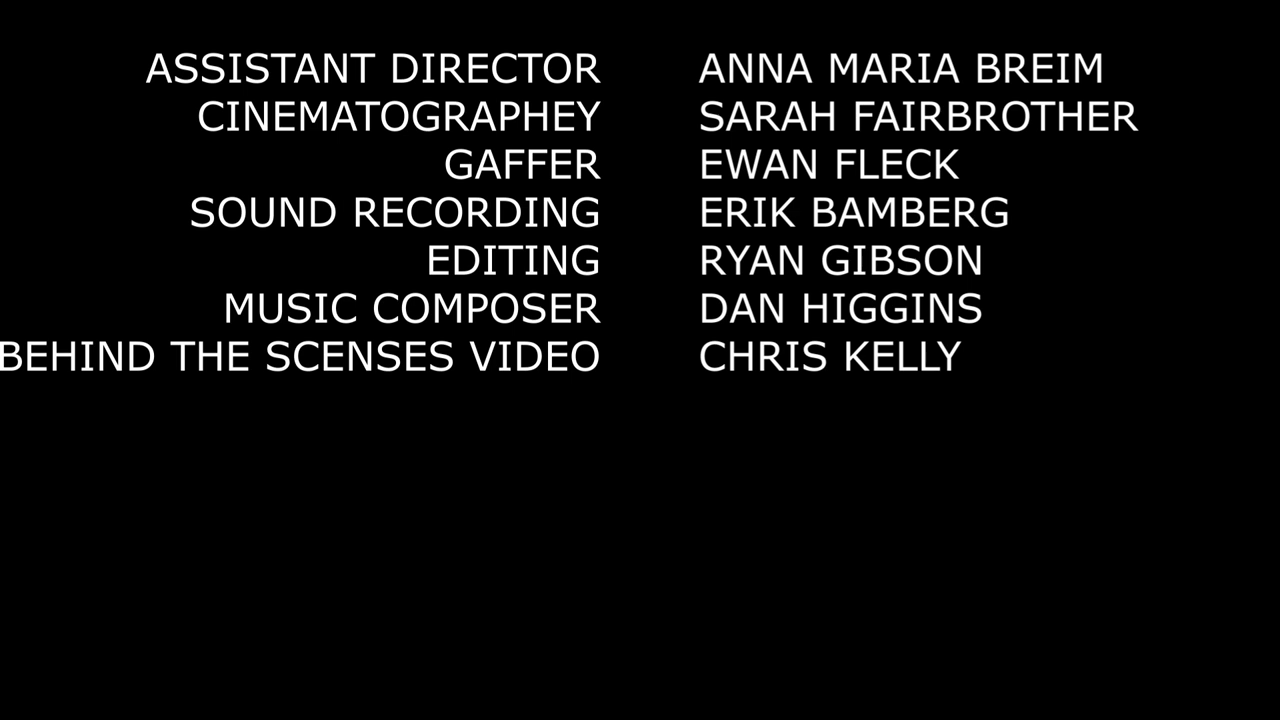 ASSISTANT DIRECTOR ANNA MARIA BREIM
CINEMATOGRAPHEY SARAH FAIRBROTHER
GAFFER EWAN FLECK
SOUND RECORDING ERIK BAMBERG
EDITING RYAN GIBSON
MUSIC COMPOSER DAN HIGGINS
BEHIND THE SCENSES VIDEO CHRIS KELLY